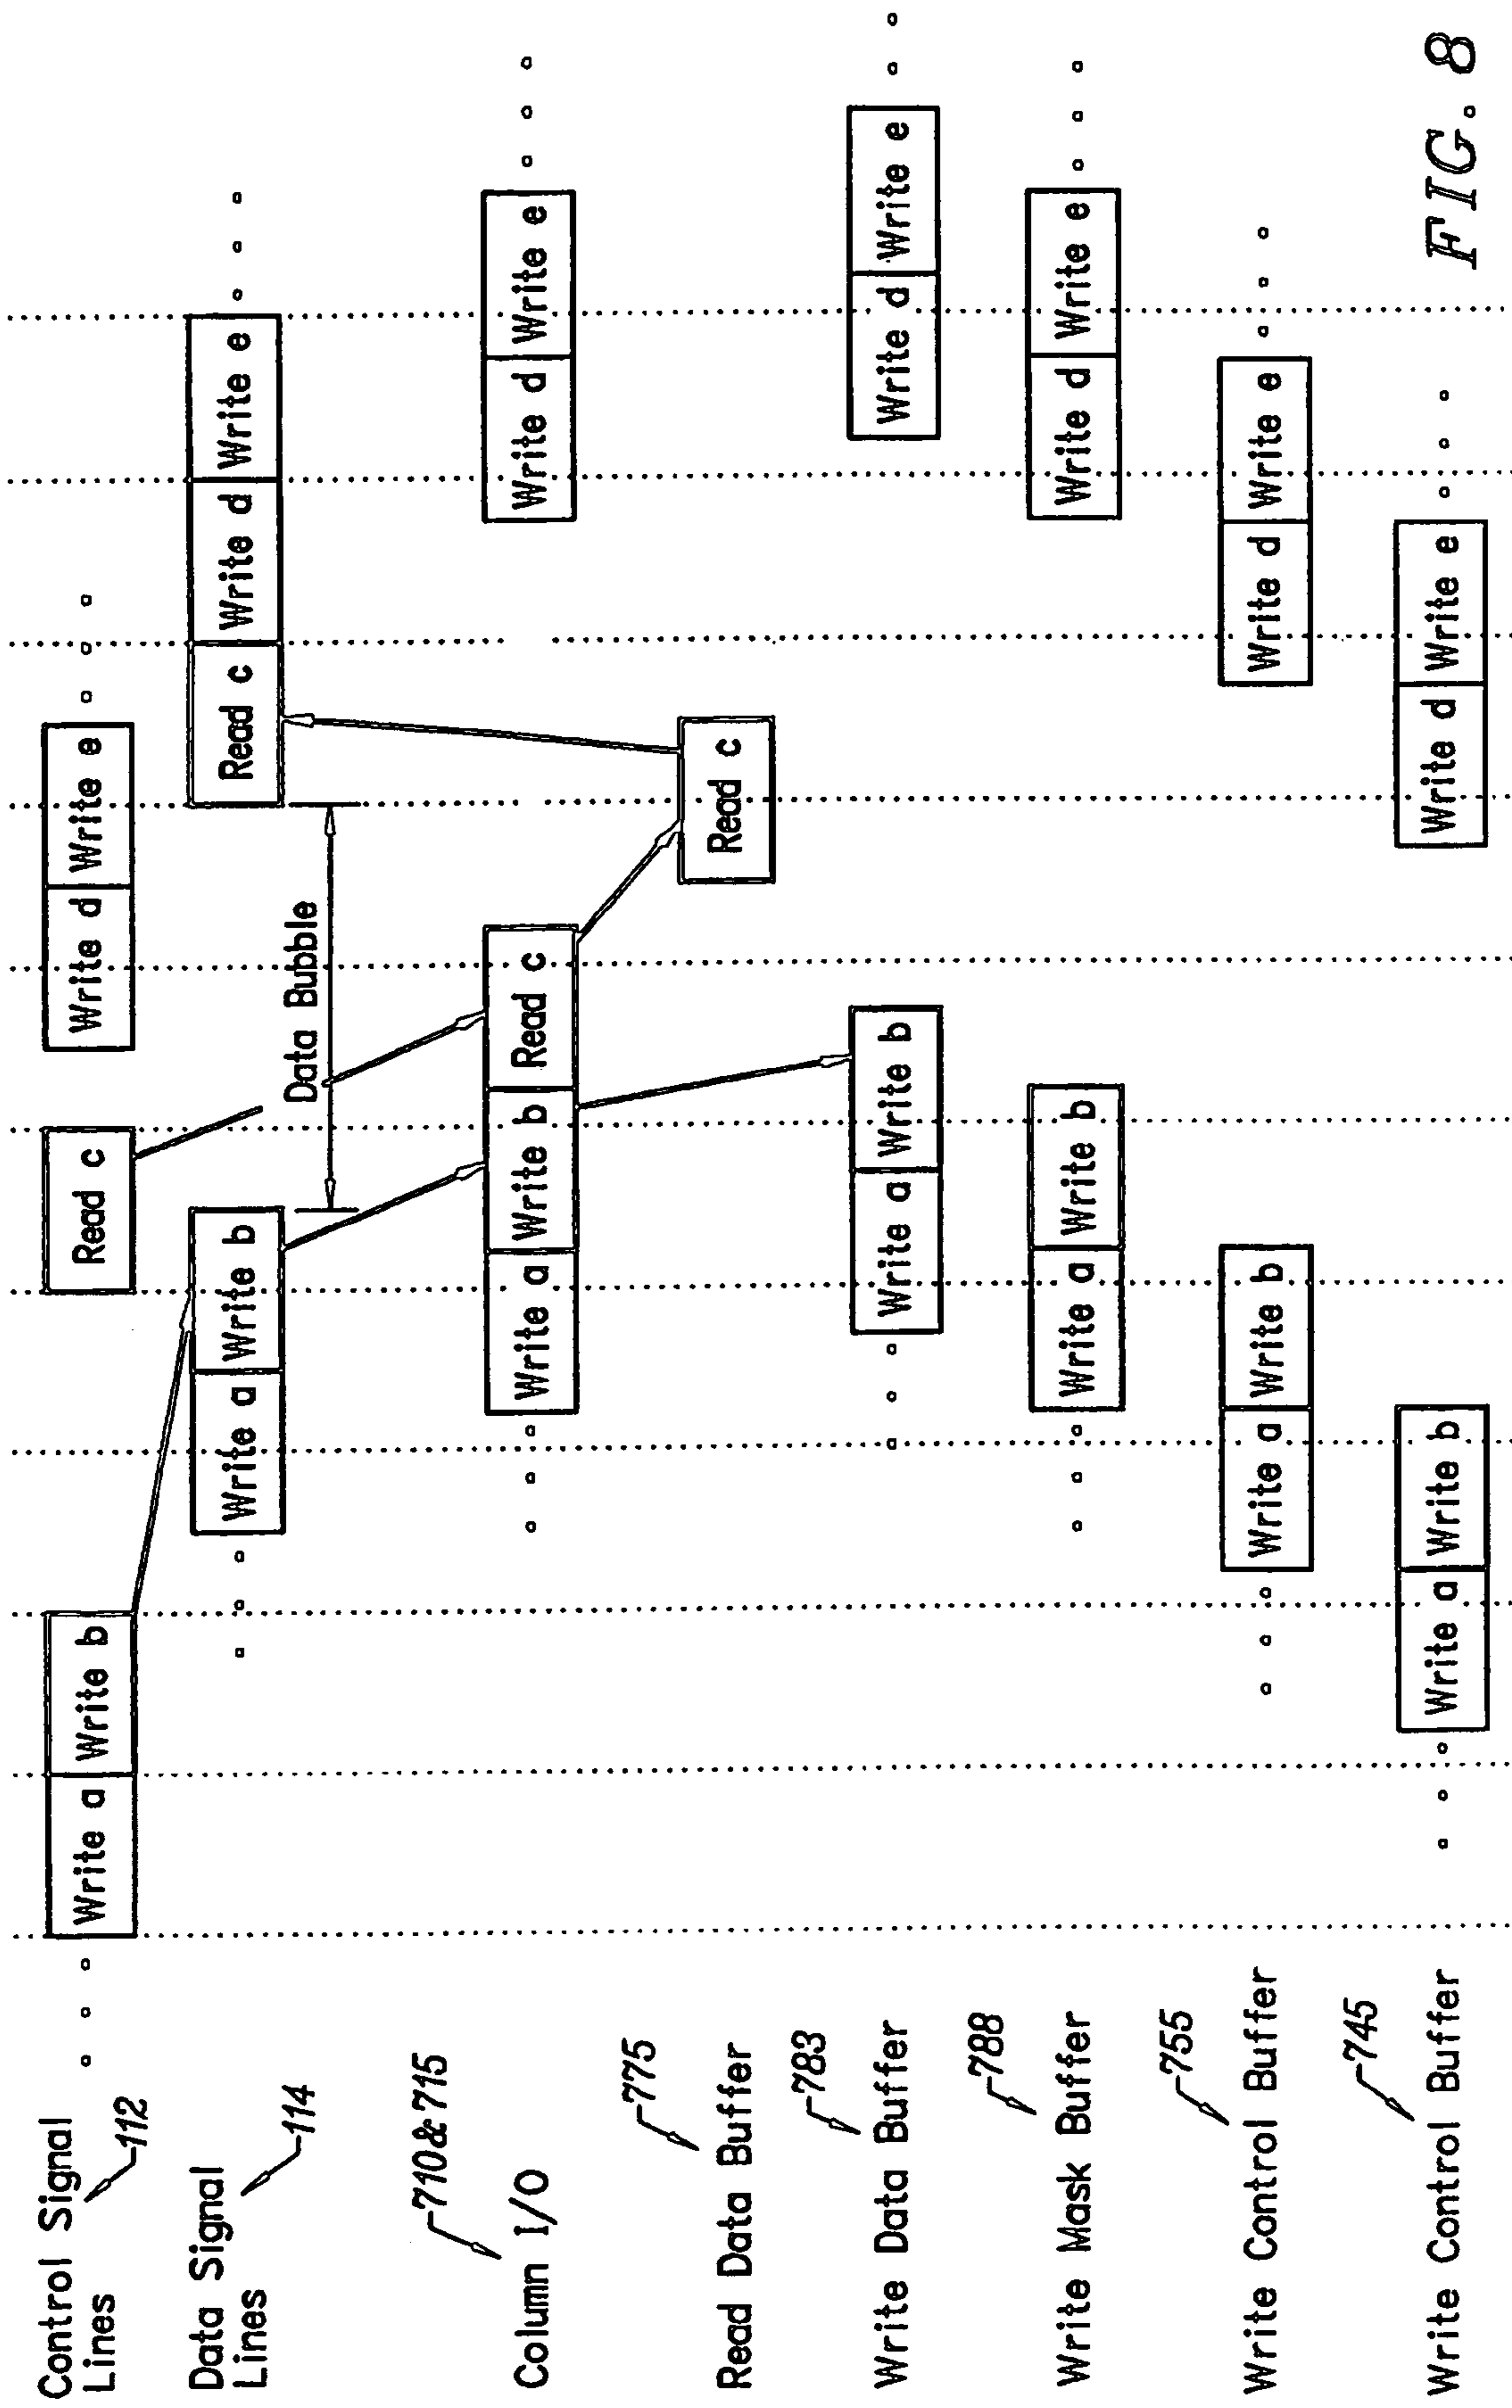 Control Signal
Lines
112
Write a
Write b
Read c
Write d
Write e
Data Signal
Lines
114
Write a
Write b
Read c
Write d
Write e
Data Bubble
710&715
Column I/O
Write a
Write b
Read c
Write d
Write e
775
Read Data Buffer
Read c
783
Write Data Buffer
Write a
Write b
Write d
Write e
788
Write Mask Buffer
Write a
Write b
Write d
Write e
755
Write Control Buffer
Write a
Write b
Write d
Write e
745
Write Control Buffer
Write a
Write b
Write d
Write e
FIG. 8